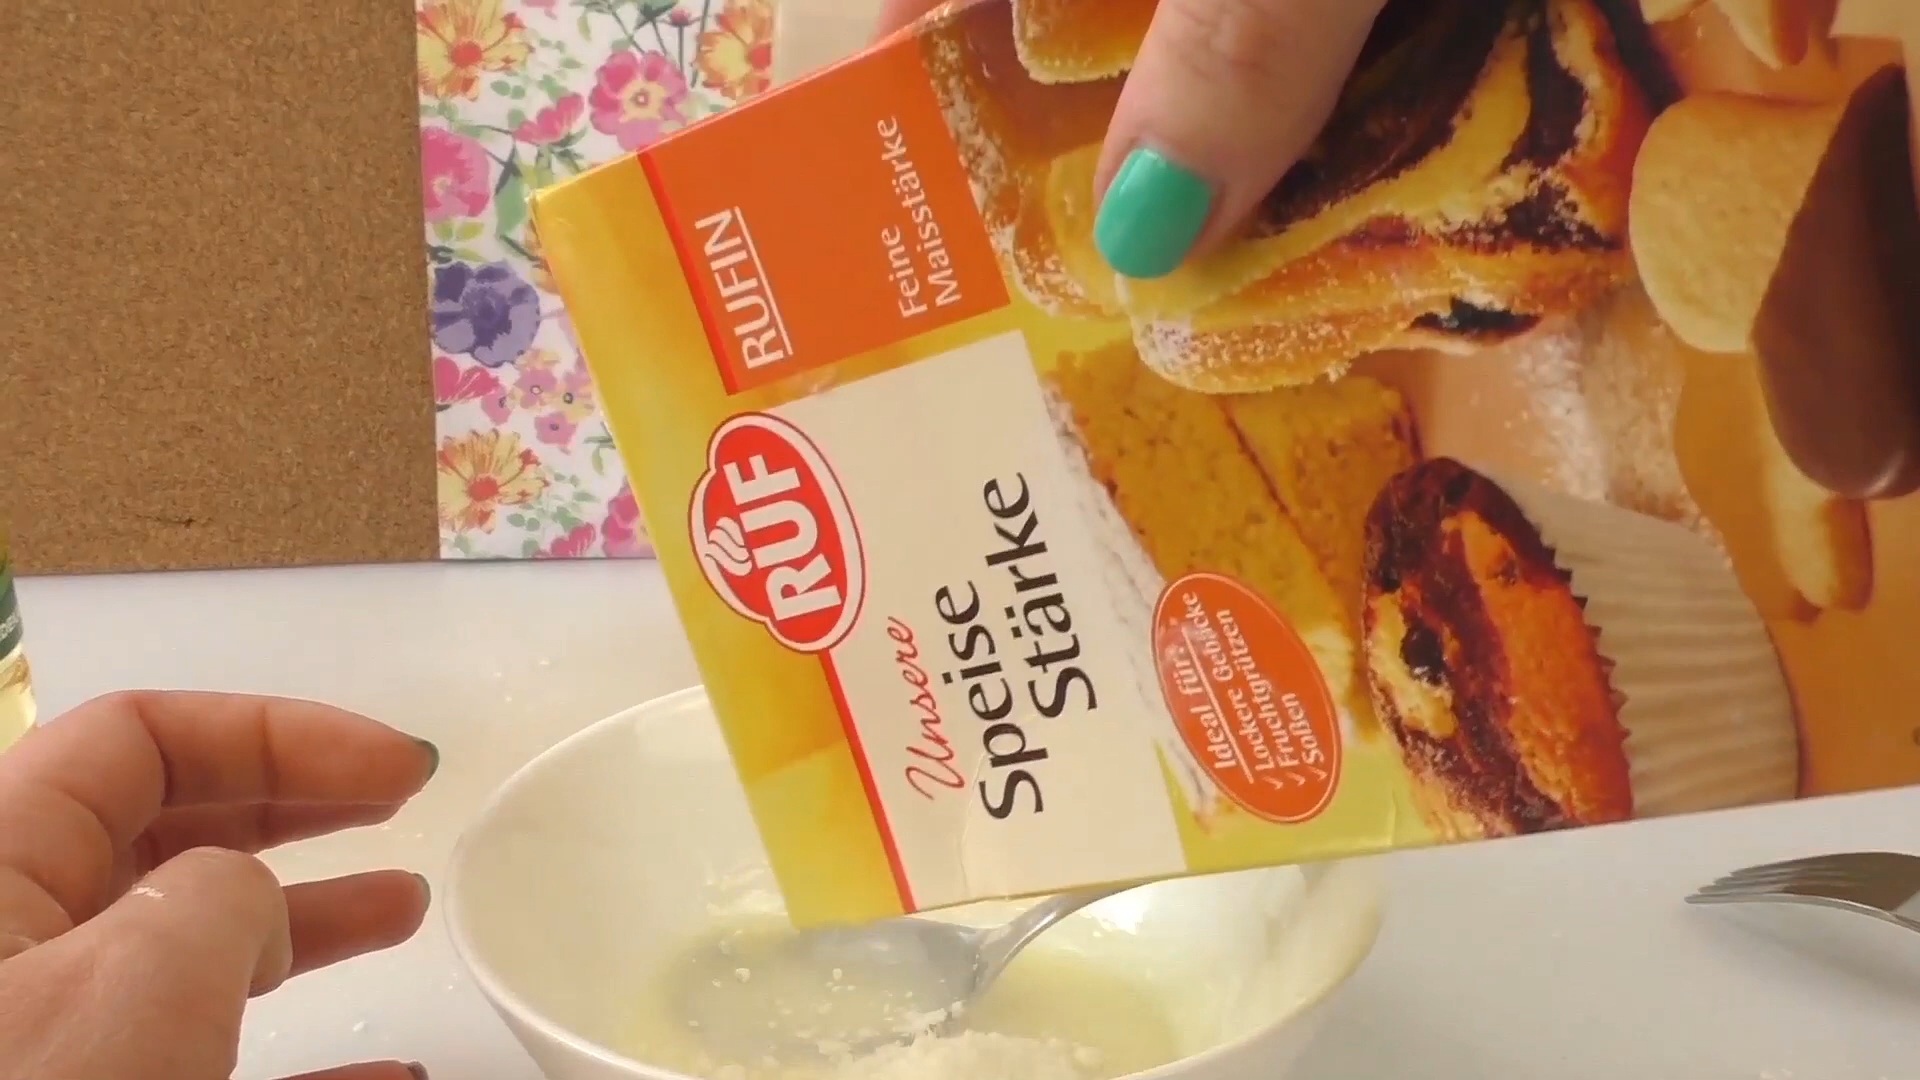 RUFIN
Feine
Maisstärke
RUF
Unsere
Speise
Stärke
Ideal für:
Lockere Gebäcke
Fruchtgrützen
Soßen